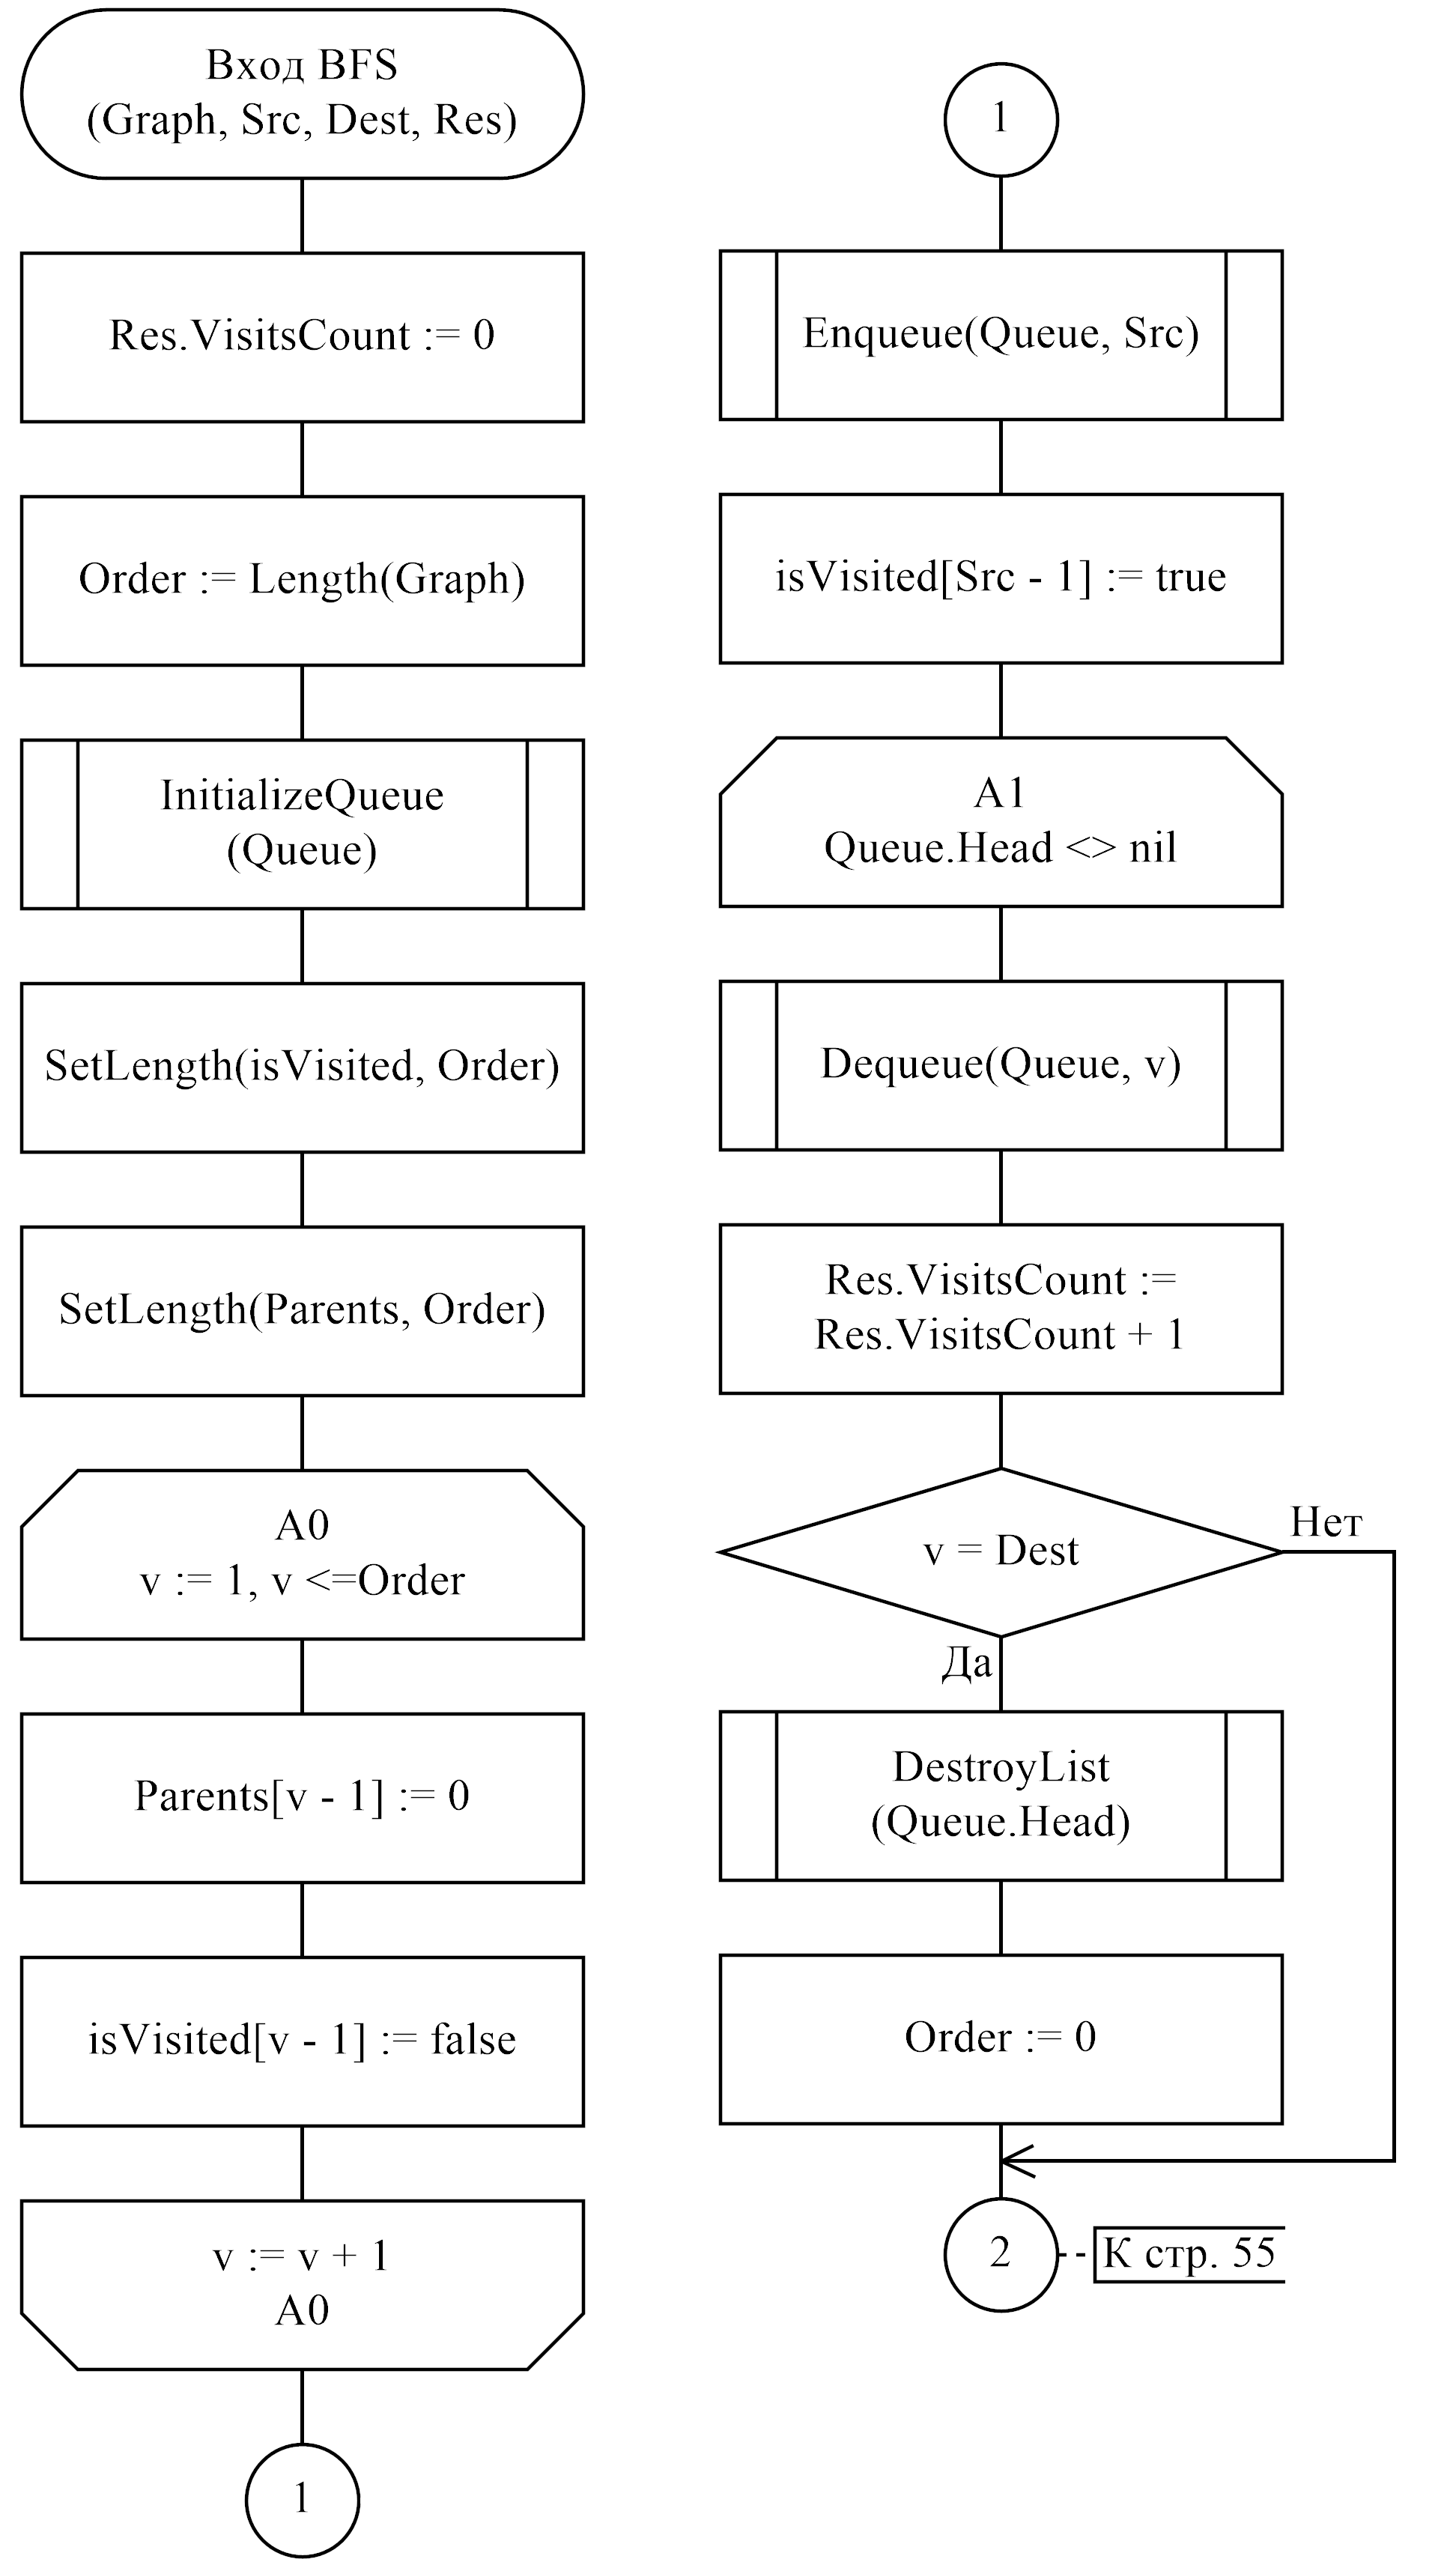 Вход BFS
(Graph, Src, Dest, Res)
Res.VisitsCount := 0
Order := Length(Graph)
InitializeQueue
(Queue)
SetLength(isVisited, Order)
SetLength(Parents, Order)
A0
v := 1, v <=Order
Parents[v - 1] := 0
isVisited[v - 1] := false
v := v + 1
A0
1
1
Enqueue(Queue, Src)
isVisited[Src - 1] := true
A1
Queue.Head <> nil
Dequeue(Queue, v)
Res.VisitsCount :=
Res.VisitsCount + 1
v = Dest
Нет
Да
DestroyList
(Queue.Head)
Order := 0
2
К стр. 55